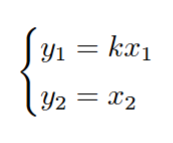 y₁ = kx₁
y₂ = x₂